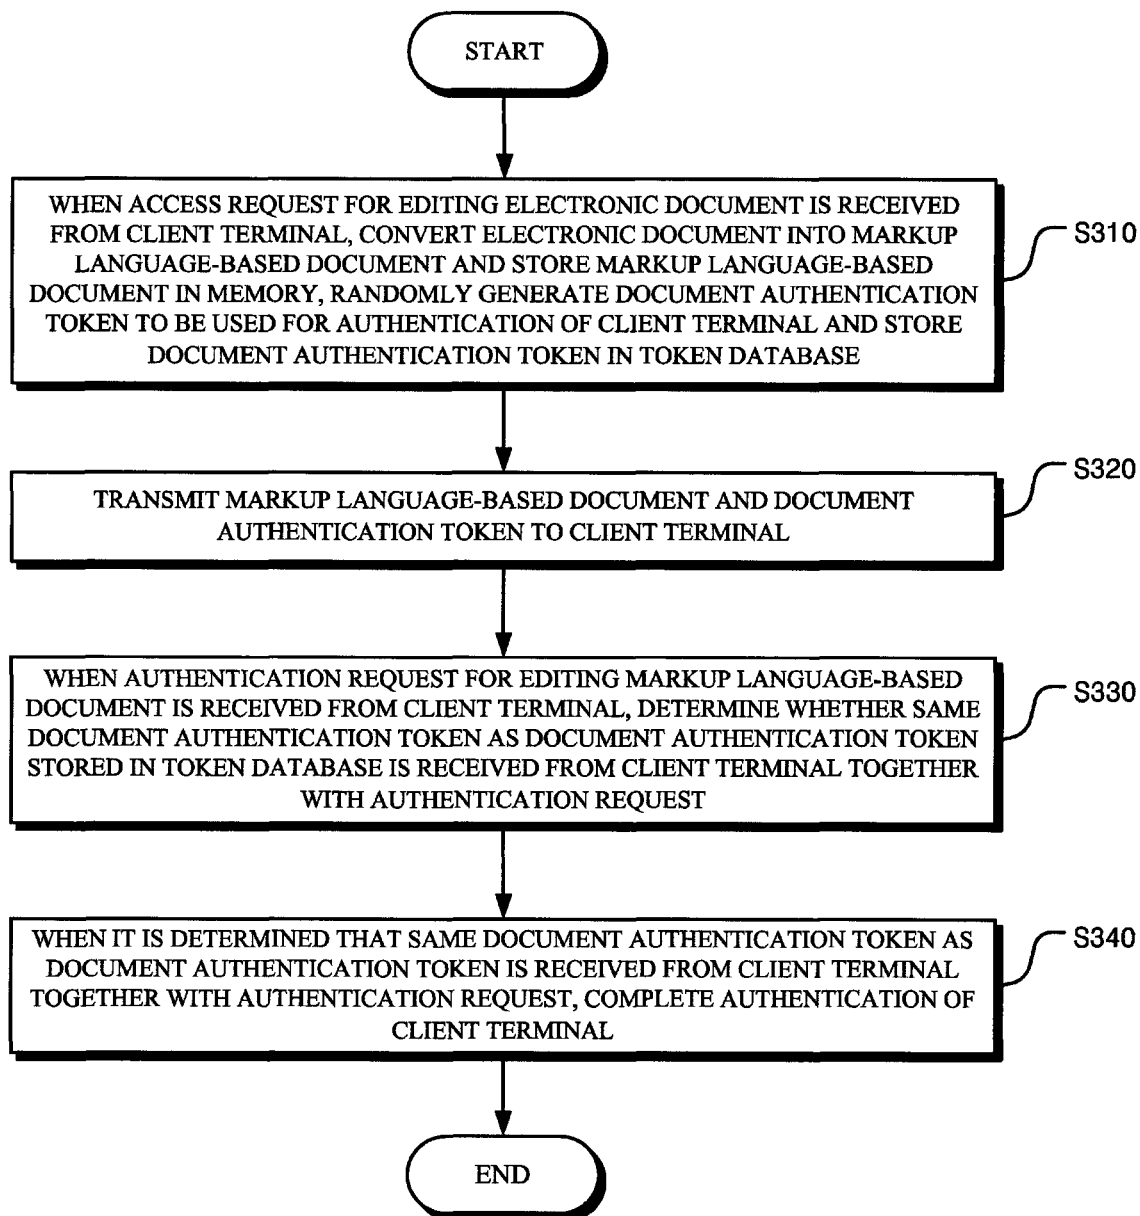 START
WHEN ACCESS REQUEST FOR EDITING ELECTRONIC DOCUMENT IS RECEIVED
FROM CLIENT TERMINAL, CONVERT ELECTRONIC DOCUMENT INTO MARKUP
LANGUAGE-BASED DOCUMENT AND STORE MARKUP LANGUAGE-BASED
DOCUMENT IN MEMORY, RANDOMLY GENERATE DOCUMENT AUTHENTICATION
TOKEN TO BE USED FOR AUTHENTICATION OF CLIENT TERMINAL AND STORE
DOCUMENT AUTHENTICATION TOKEN IN TOKEN DATABASE
S310
TRANSMIT MARKUP LANGUAGE-BASED DOCUMENT AND DOCUMENT
AUTHENTICATION TOKEN TO CLIENT TERMINAL
S320
WHEN AUTHENTICATION REQUEST FOR EDITING MARKUP LANGUAGE-BASED
DOCUMENT IS RECEIVED FROM CLIENT TERMINAL, DETERMINE WHETHER SAME
DOCUMENT AUTHENTICATION TOKEN AS DOCUMENT AUTHENTICATION TOKEN
STORED IN TOKEN DATABASE IS RECEIVED FROM CLIENT TERMINAL TOGETHER
WITH AUTHENTICATION REQUEST
S330
WHEN IT IS DETERMINED THAT SAME DOCUMENT AUTHENTICATION TOKEN AS
DOCUMENT AUTHENTICATION TOKEN IS RECEIVED FROM CLIENT TERMINAL
TOGETHER WITH AUTHENTICATION REQUEST, COMPLETE AUTHENTICATION OF
CLIENT TERMINAL
S340
END